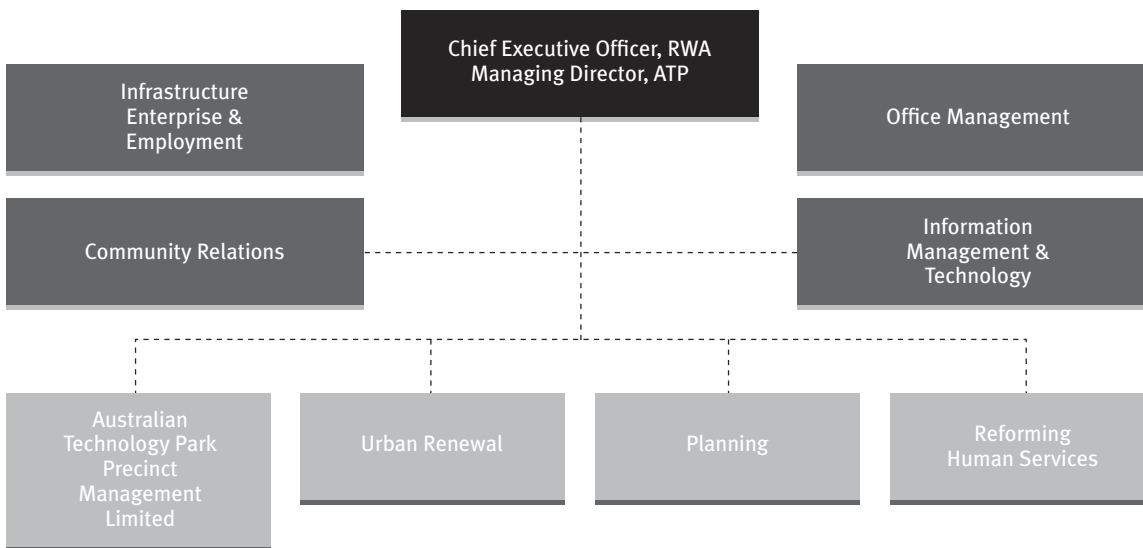 Chief Executive Officer, RWA
Managing Director, ATP
Infrastructure
Enterprise &
Employment
Office Management
Community Relations
Information
Management &
Technology
Australian
Technology Park
Precinct
Management
Limited
Urban Renewal
Planning
Reforming
Human Services